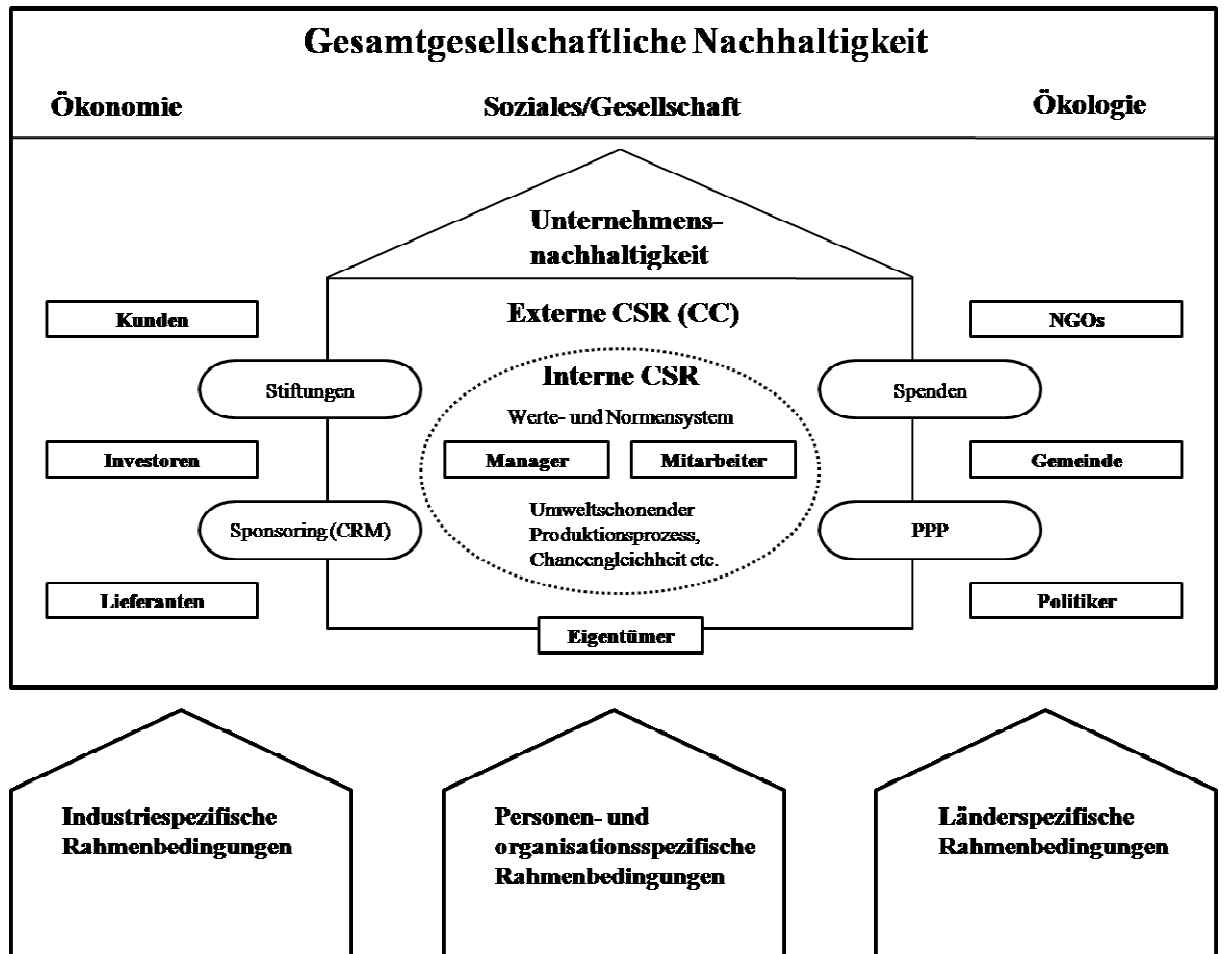 Gesamtgesellschaftliche Nachhaltigkeit
Ökonomie
Soziales/Gesellschaft
Ökologie
Unternehmens-
nachhaltigkeit
Externe CSR (CC)
Kunden
NGOs
Stiftungen
Interne CSR
Spenden
Werte- und Normensystem
Investoren
Manager
Mitarbeiter
Gemeinde
Sponsoring (CRM)
Umweltschonender
Produktionsprozess,
Chancengleichheit etc.
PPP
Lieferanten
Politiker
Eigentümer
Industriespezifische
Rahmenbedingungen
Personen- und
organisationsspezifische
Rahmenbedingungen
Länderspezifische
Rahmenbedingungen